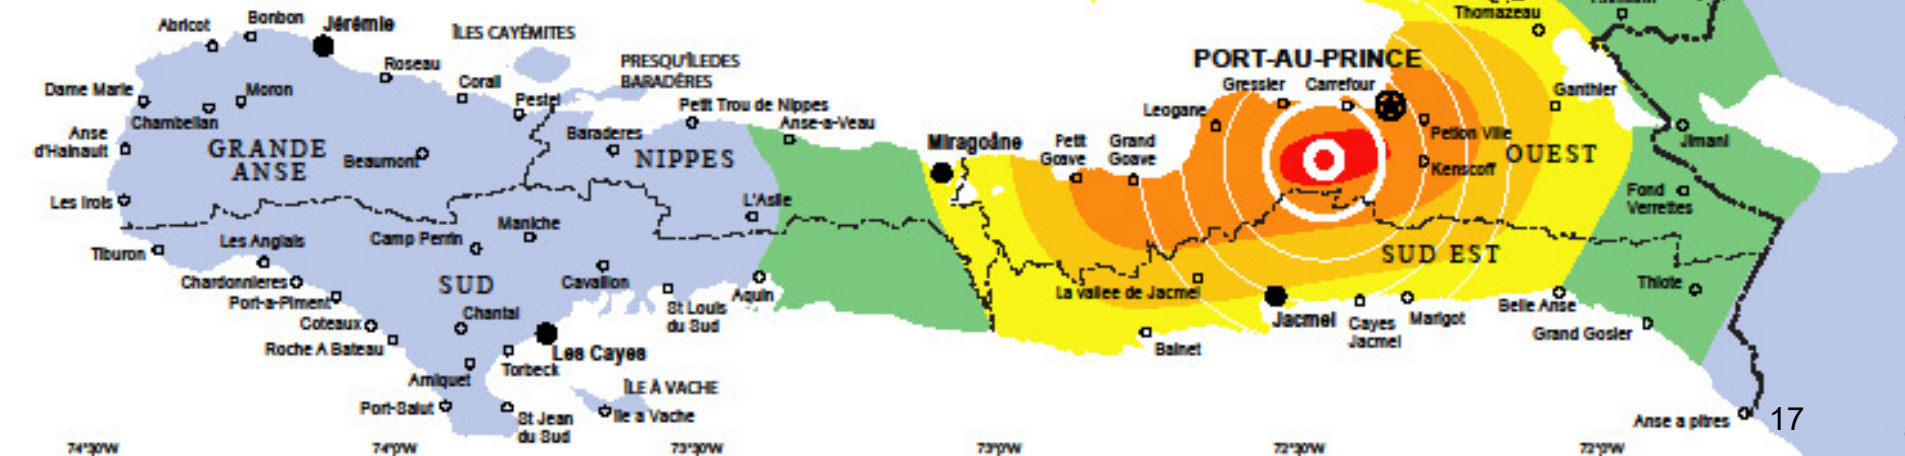 Bonbon
Abricot
Jérémie
ÎLES CAYÉMITES
Roseau
PRESQU'ÎLEDES
BARADÈRES
Corail
Dame Marie
Moron
Pestel
Chambellan
Petit Trou de Nippes
Anse
d'Hainault
Anse-a-Veau
GRANDE
ANSE
Beaumont
Baraderes
NIPPES
Les Irois
L'Asile
Tiburon
Les Anglais
Camp Perrin
Maniche
Chardonnieres
SUD
Cavaillon
Port-a-Piment
St Louis
du Sud
Aquin
Coteaux
Chantal
Roche A Bateau
Les Cayes
Torbeck
Arniquet
ÎLE À VACHE
Port-Salut
St Jean
du Sud
Ile a Vache
Thomazeau
PORT-AU-PRINCE
Gressier
Carrefour
Ganthier
Leogane
Miragoâne
Petit
Goave
Grand
Goave
Petion Ville
Jimani
OUEST
Kenscoff
Fond
Verrettes
SUD EST
La vallee de Jacmel
Thiote
Jacmel
Cayes
Jacmel
Marigot
Belle Anse
Grand Gosier
Bainet
Anse a pitres
17
74°30'W
74°0'W
73°30'W
73°0'W
72°30'W
72°0'W